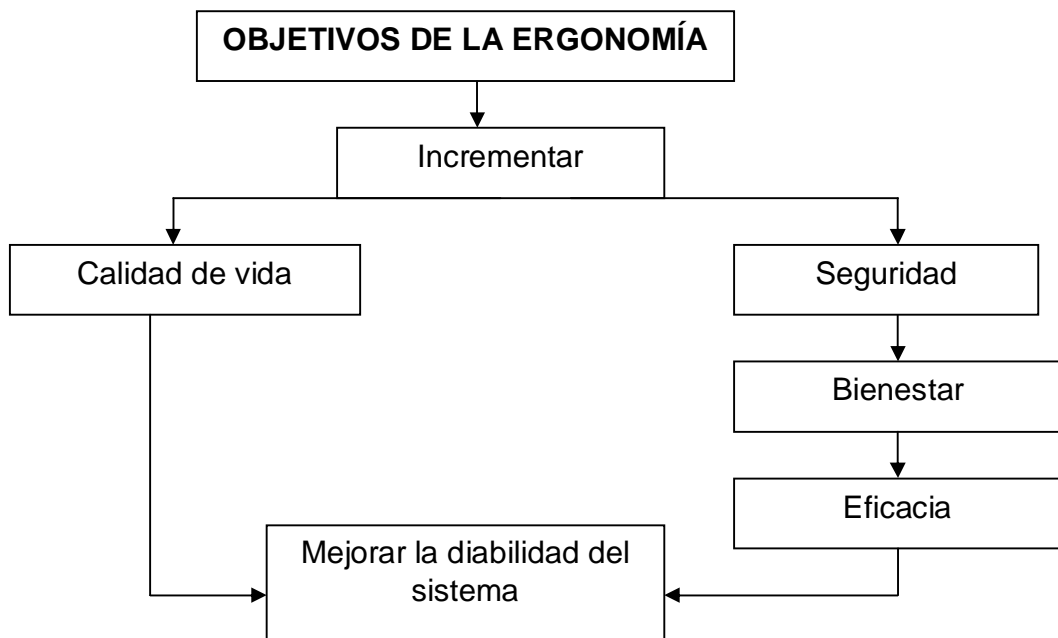 OBJETIVOS DE LA ERGONOMÍA
Incrementar
Calidad de vida
Seguridad
Bienestar
Eficacia
Mejorar la diabilidad del
sistema